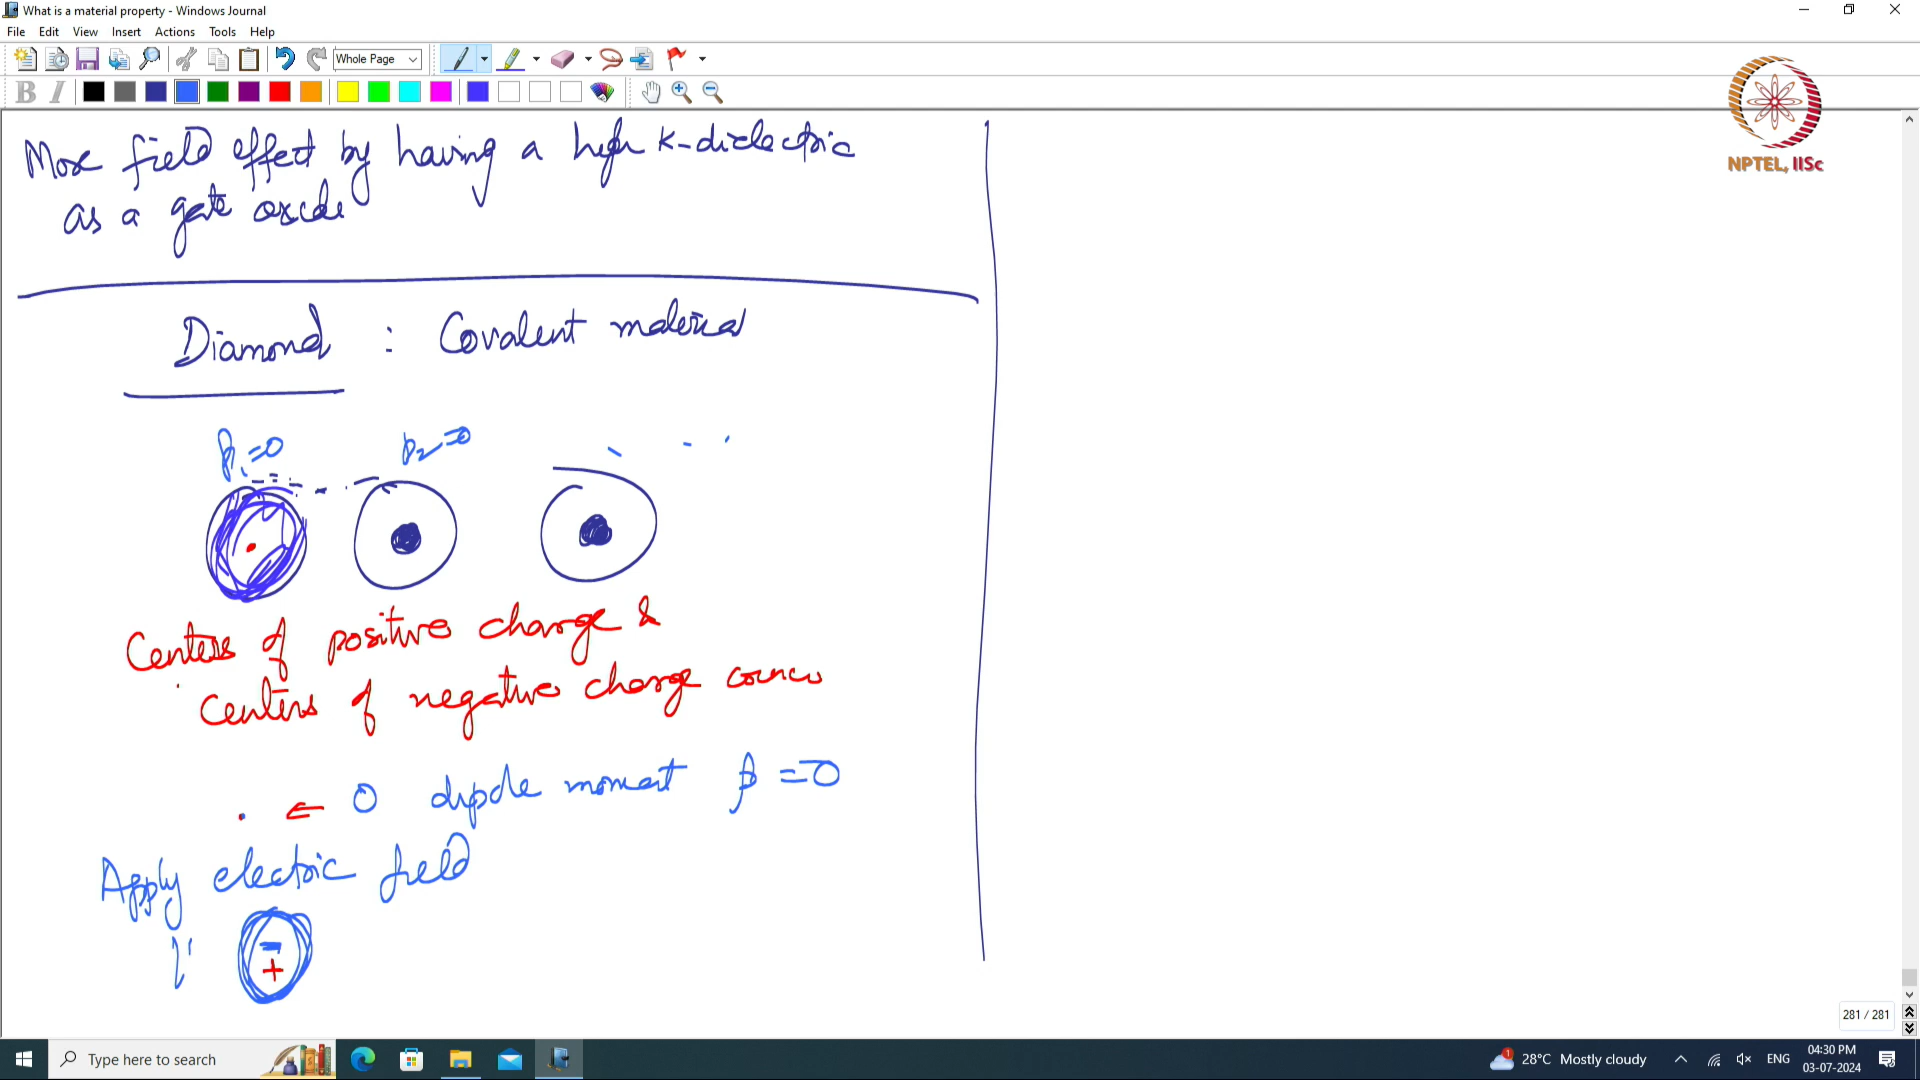 What is a material property - Windows Journal
File Edit View Insert Actions Tools Help
Whole Page
B I
NPTEL, IISc
More field effect by having a high K-dielectric
as a gate oxide
Diamond : Covalent material
p₁=0 p₂=0
Centers of positive charge &
Centers of negative charge
0 dipole moment p = 0
Apply electric field
-
+
281 / 281
Type here to search
1
28°C Mostly cloudy
ENG
04:30 PM
03-07-2024